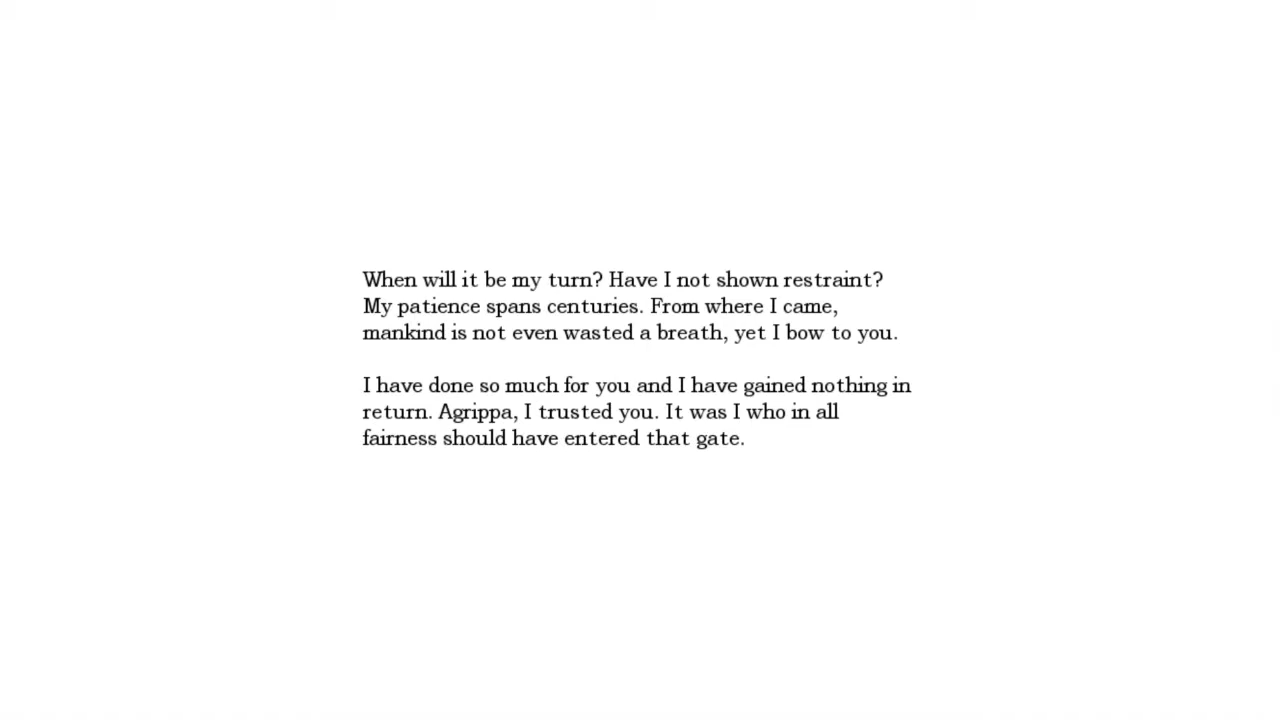 When will it be my turn? Have I not shown restraint?
My patience spans centuries. From where I came,
mankind is not even wasted a breath, yet I bow to you.
I have done so much for you and I have gained nothing in
return. Agrippa, I trusted you. It was I who in all
fairness should have entered that gate.